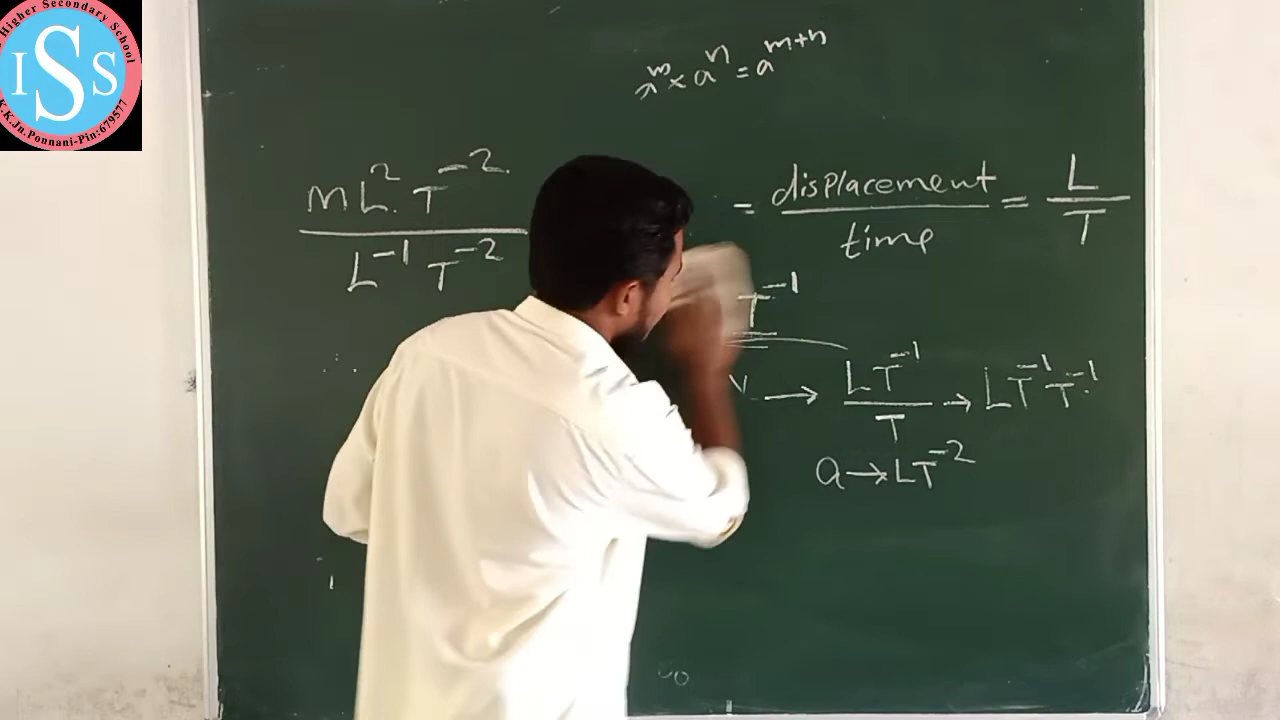 Higher Secondary School
ISS
K.K.Jn.Ponnani-Pin:679577
a^m × a^n = a^{m+n}
ML²T⁻² / L⁻¹T⁻²
= displacement / time = L / T
T⁻¹
V → LT⁻¹ / T → LT⁻¹T⁻¹
a → LT⁻²